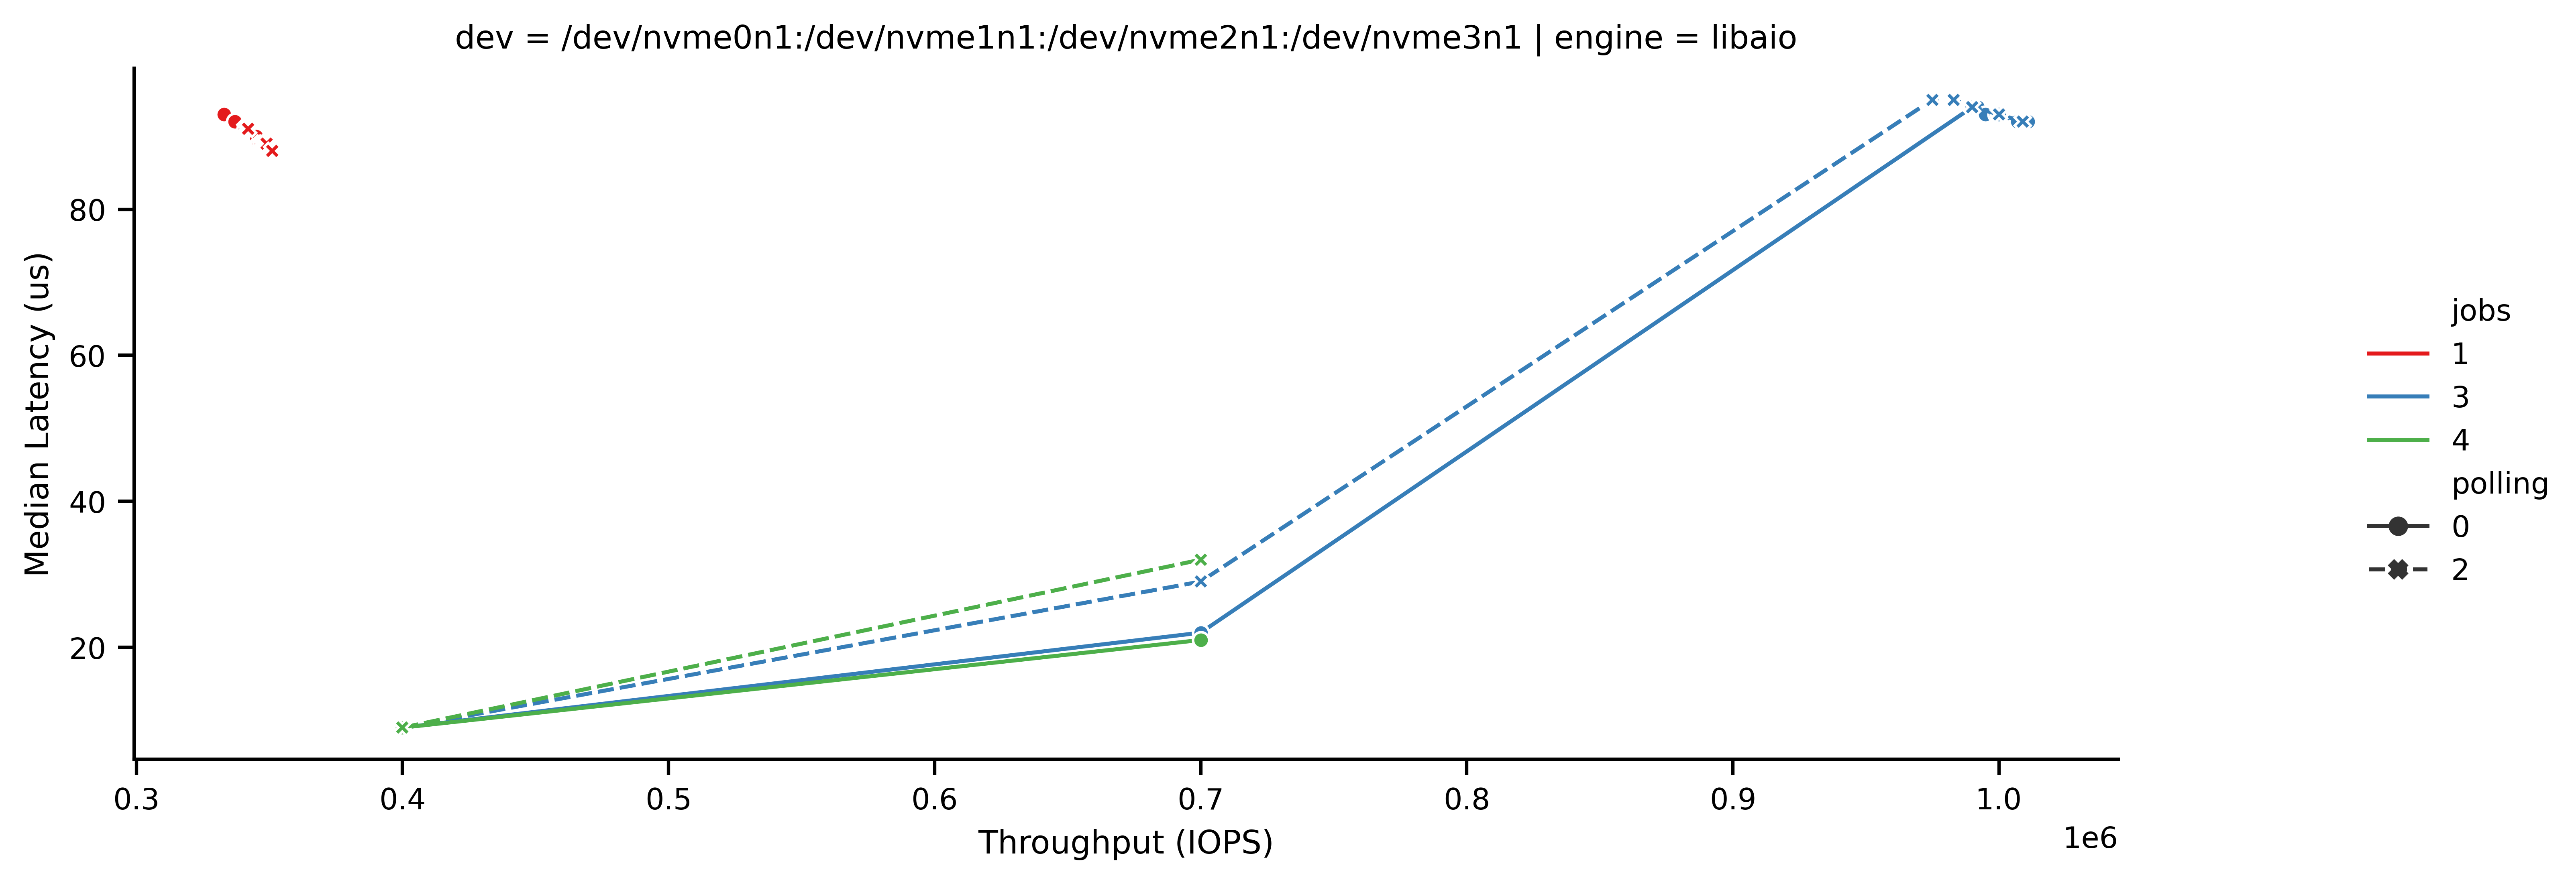 dev = /dev/nvme0n1:/dev/nvme1n1:/dev/nvme2n1:/dev/nvme3n1 | engine = libaio
Median Latency (us)
80
60
40
20
0.3 0.4 0.5 0.6 0.7 0.8 0.9 1.0
1e6
Throughput (IOPS)
jobs
1
3
4
polling
0
2